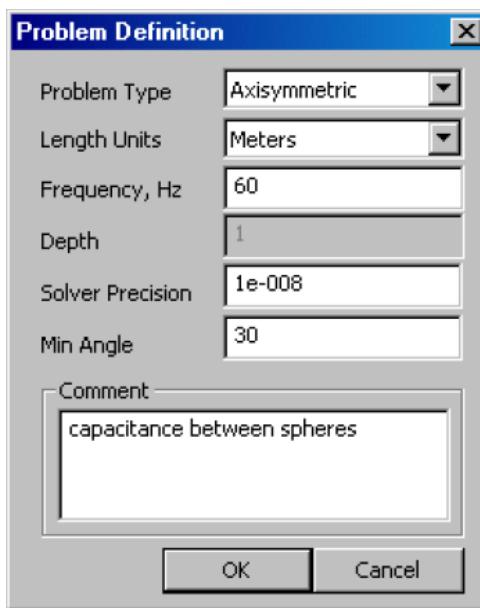 Problem Definition
Problem Type Axisymmetric
Length Units Meters
Frequency, Hz 60
Depth 1
Solver Precision 1e-008
Min Angle 30
Comment
capacitance between spheres
OK Cancel